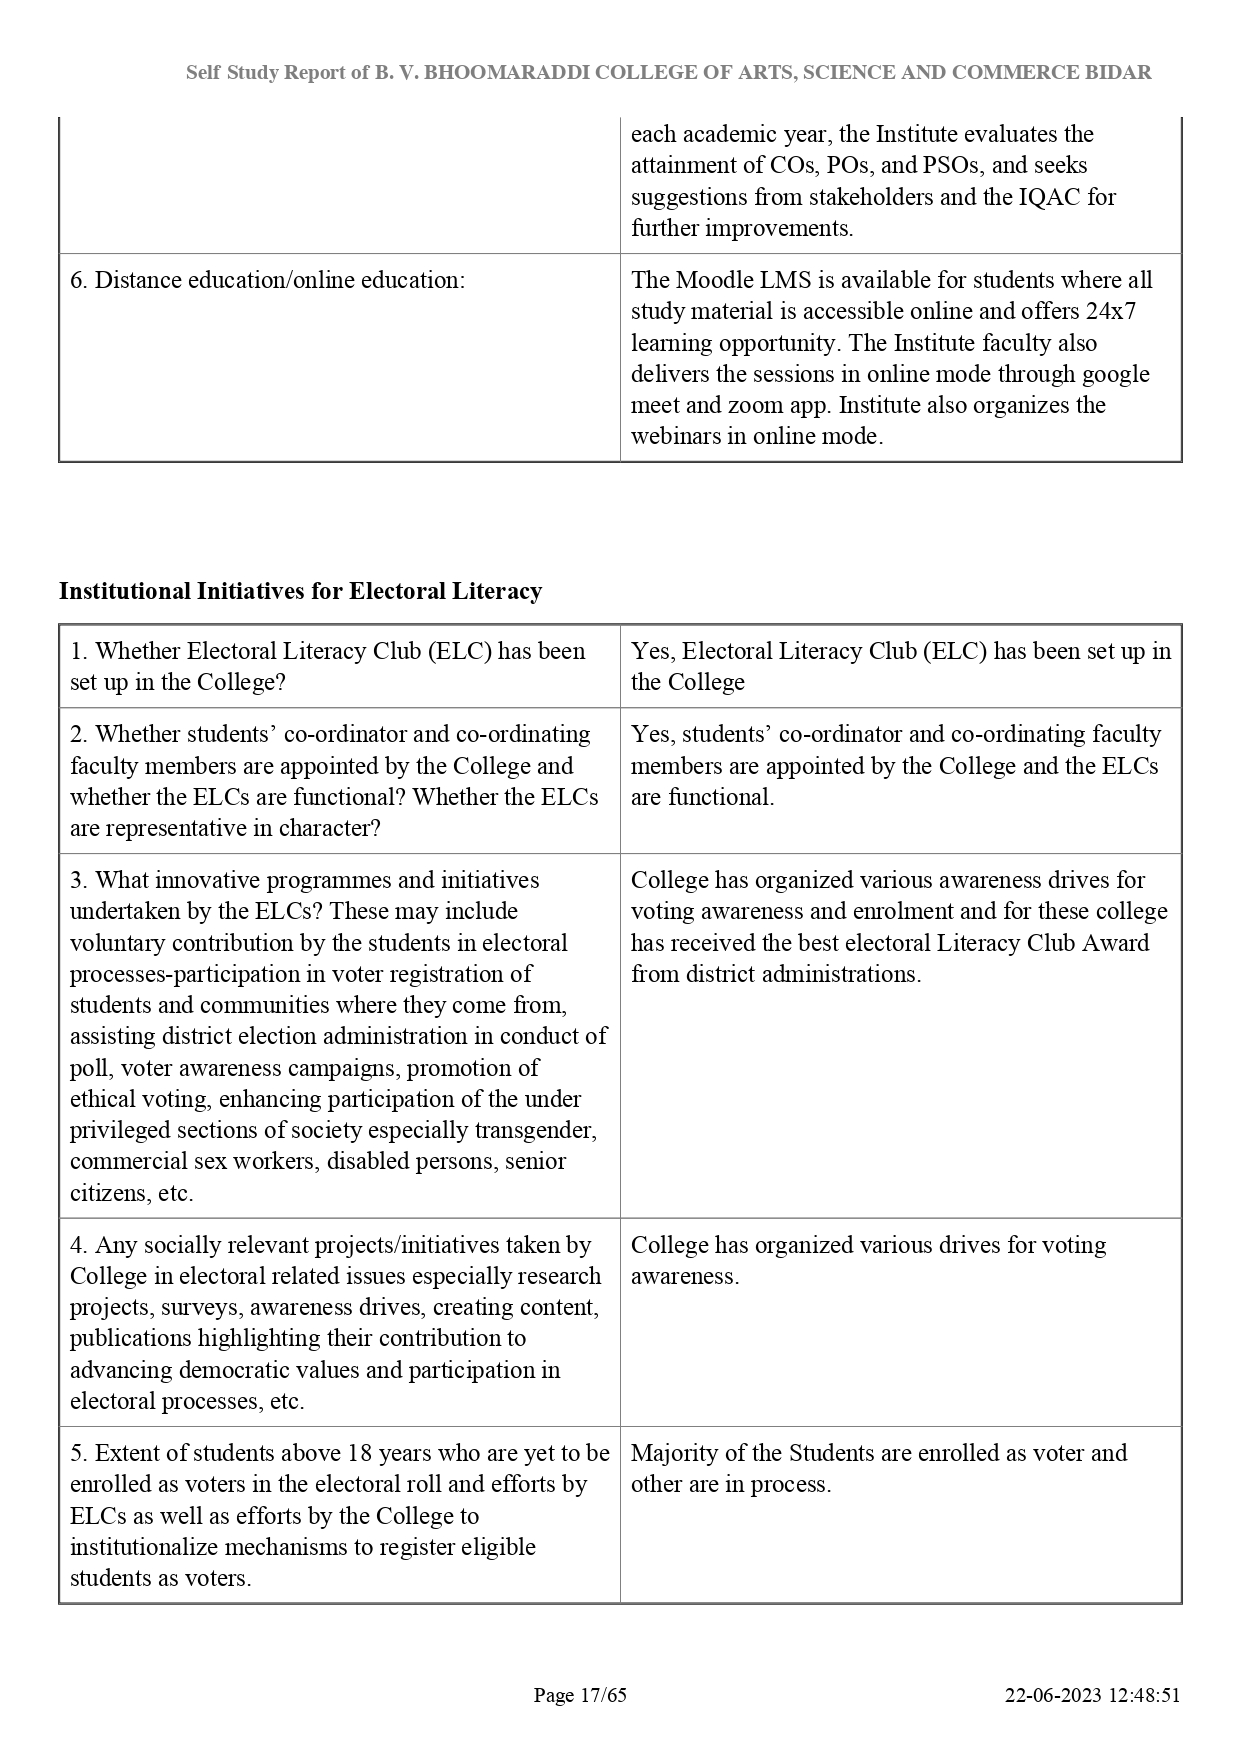 Self Study Report of B. V. BHOOMARADDI COLLEGE OF ARTS, SCIENCE AND COMMERCE BIDAR
each academic year, the Institute evaluates the
attainment of COs, POs, and PSOs, and seeks
suggestions from stakeholders and the IQAC for
further improvements.
6. Distance education/online education:
The Moodle LMS is available for students where all
study material is accessible online and offers 24x7
learning opportunity. The Institute faculty also
delivers the sessions in online mode through google
meet and zoom app. Institute also organizes the
webinars in online mode.
Institutional Initiatives for Electoral Literacy
1. Whether Electoral Literacy Club (ELC) has been
set up in the College?
Yes, Electoral Literacy Club (ELC) has been set up in
the College
2. Whether students’ co-ordinator and co-ordinating
faculty members are appointed by the College and
whether the ELCs are functional? Whether the ELCs
are representative in character?
Yes, students’ co-ordinator and co-ordinating faculty
members are appointed by the College and the ELCs
are functional.
3. What innovative programmes and initiatives
undertaken by the ELCs? These may include
voluntary contribution by the students in electoral
processes-participation in voter registration of
students and communities where they come from,
assisting district election administration in conduct of
poll, voter awareness campaigns, promotion of
ethical voting, enhancing participation of the under
privileged sections of society especially transgender,
commercial sex workers, disabled persons, senior
citizens, etc.
College has organized various awareness drives for
voting awareness and enrolment and for these college
has received the best electoral Literacy Club Award
from district administrations.
4. Any socially relevant projects/initiatives taken by
College in electoral related issues especially research
projects, surveys, awareness drives, creating content,
publications highlighting their contribution to
advancing democratic values and participation in
electoral processes, etc.
College has organized various drives for voting
awareness.
5. Extent of students above 18 years who are yet to be
enrolled as voters in the electoral roll and efforts by
ELCs as well as efforts by the College to
institutionalize mechanisms to register eligible
students as voters.
Majority of the Students are enrolled as voter and
other are in process.
Page 17/65
22-06-2023 12:48:51